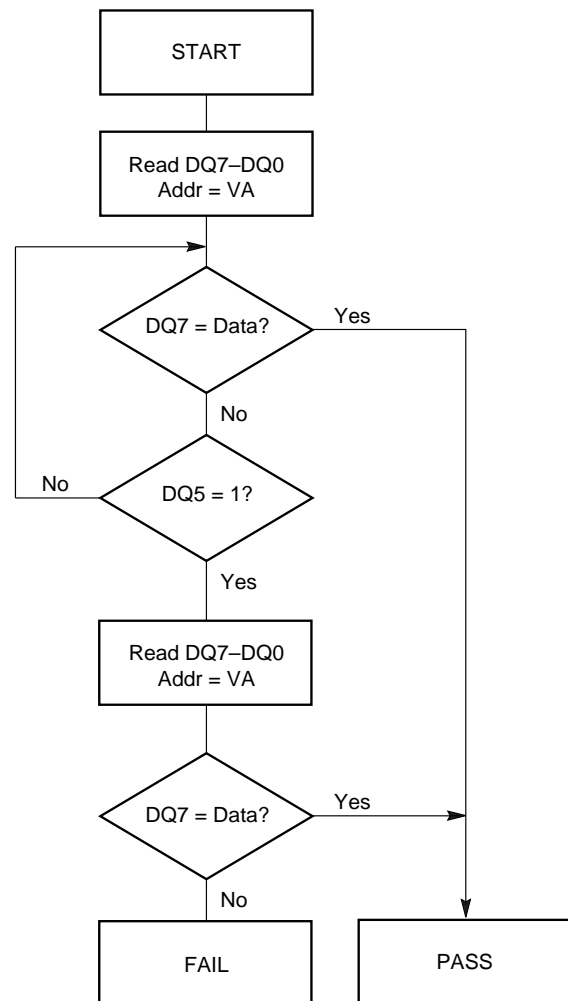 START
Read DQ7–DQ0
Addr = VA
DQ7 = Data?
Yes
No
No
DQ5 = 1?
Yes
Read DQ7–DQ0
Addr = VA
DQ7 = Data?
Yes
No
FAIL
PASS